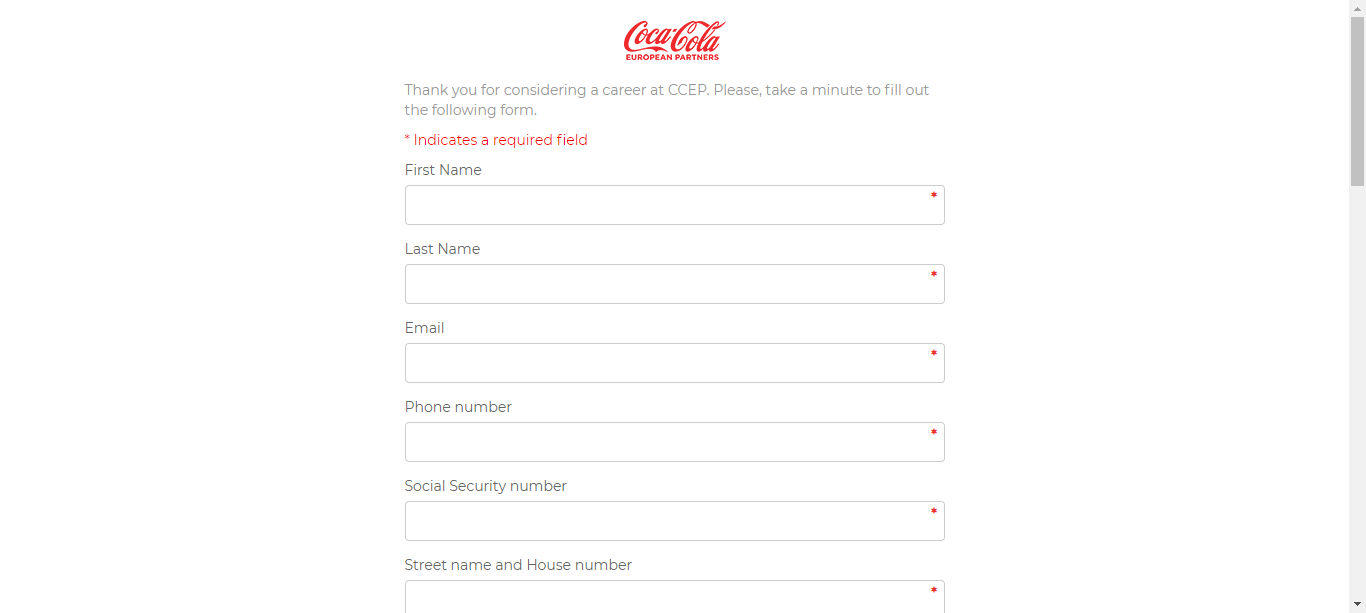 Coca-Cola
EUROPEAN PARTNERS
Thank you for considering a career at CCEP. Please, take a minute to fill out
the following form.
* Indicates a required field
First Name
*
Last Name
*
Email
*
Phone number
*
Social Security number
*
Street name and House number
*